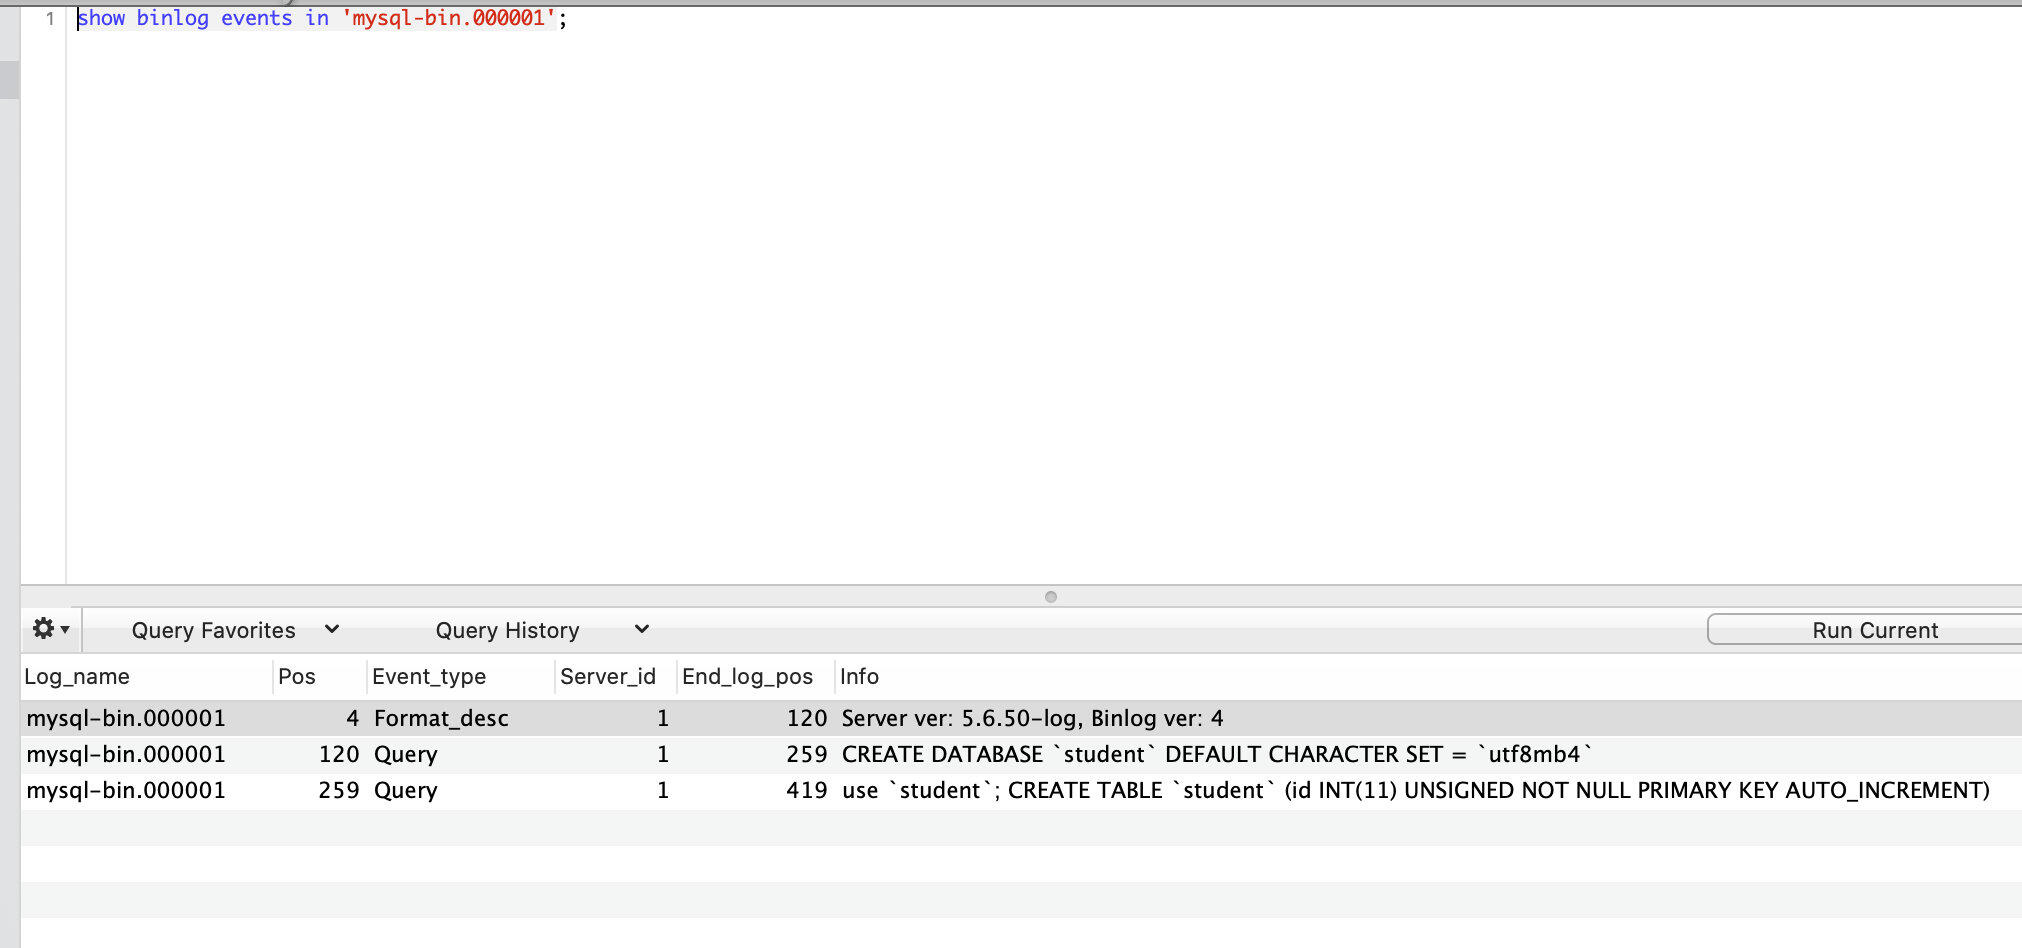 1 show binlog events in 'mysql-bin.000001';
Query Favorites Query History Run Current
Log_name Pos Event_type Server_id End_log_pos Info
mysql-bin.000001 4 Format_desc 1 120 Server ver: 5.6.50-log, Binlog ver: 4
mysql-bin.000001 120 Query 1 259 CREATE DATABASE `student` DEFAULT CHARACTER SET = `utf8mb4`
mysql-bin.000001 259 Query 1 419 use `student`; CREATE TABLE `student` (id INT(11) UNSIGNED NOT NULL PRIMARY KEY AUTO_INCREMENT)